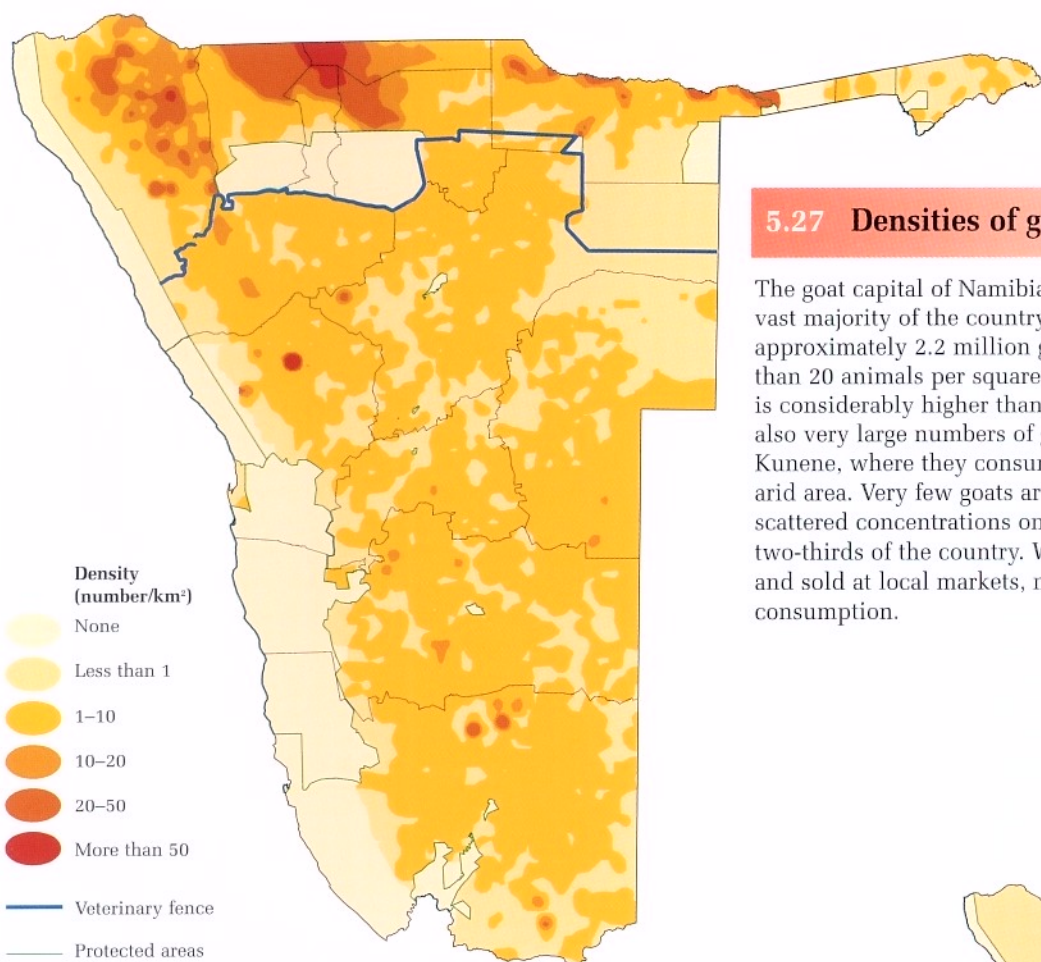 5.27 Densities of g
The goat capital of Namibia
vast majority of the country
approximately 2.2 million g
than 20 animals per square
is considerably higher than
also very large numbers of
Kunene, where they consu
arid area. Very few goats ar
scattered concentrations on
two-thirds of the country. W
and sold at local markets, n
consumption.
Density
(number/km²)
None
Less than 1
1–10
10–20
20–50
More than 50
Veterinary fence
Protected areas